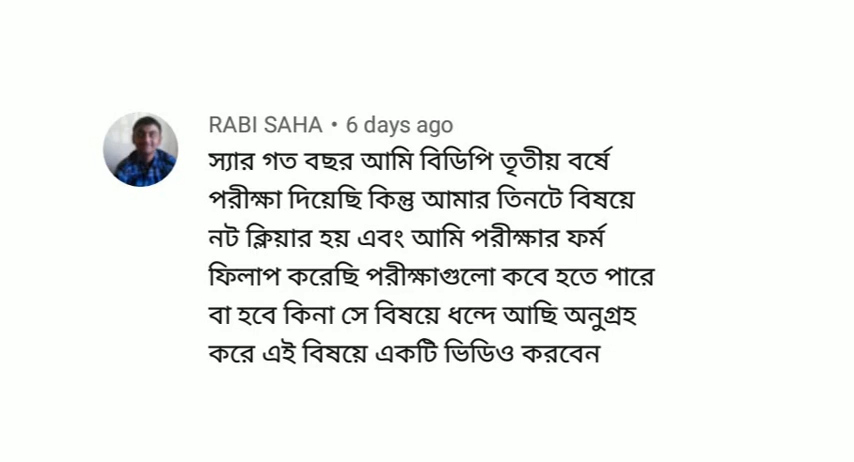 RABI SAHA • 6 days ago
স্যার গত বছর আমি বিডিপি তৃতীয় বর্ষে
পরীক্ষা দিয়েছি কিন্তু আমার তিনটে বিষয়ে
নট ক্লিয়ার হয় এবং আমি পরীক্ষার ফর্ম
ফিলাপ করেছি পরীক্ষাগুলো কবে হতে পারে
বা হবে কিনা সে বিষয়ে ধন্দে আছি অনুগ্রহ
করে এই বিষয়ে একটি ভিডিও করবেন